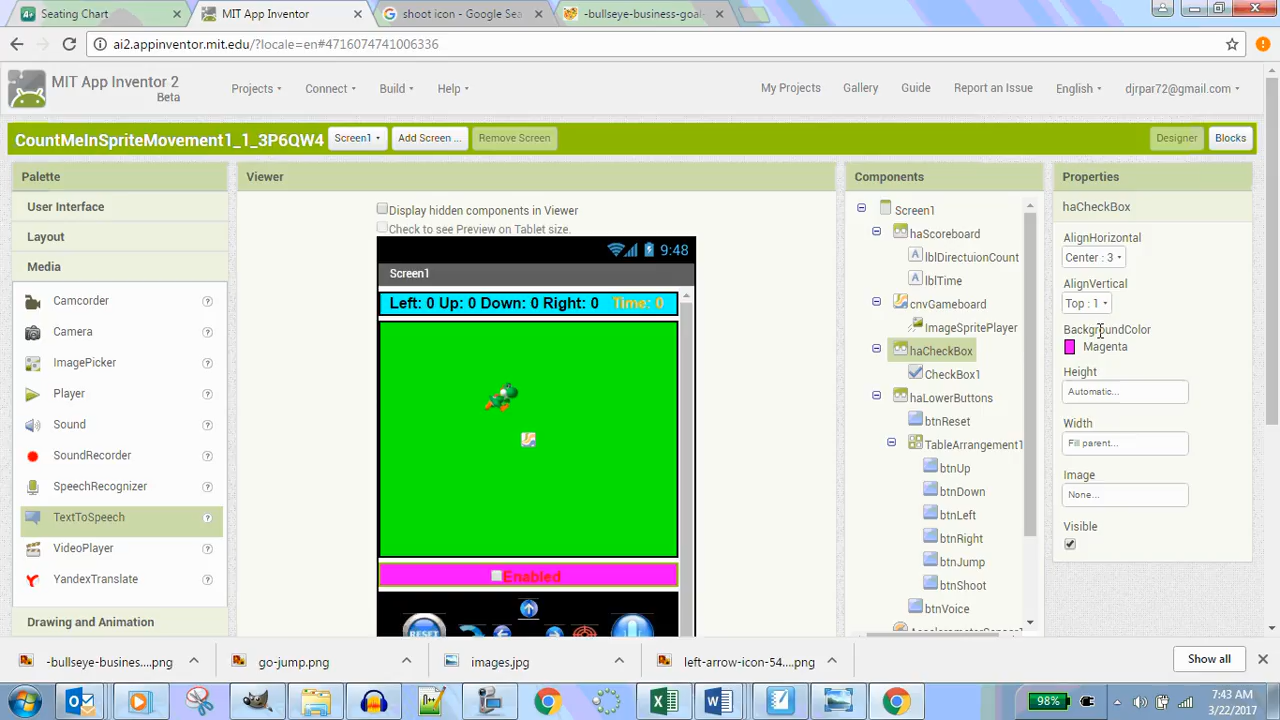 Seating Chart
MIT App Inventor
shoot icon - Google Sea
-bullseye-business-goal
ai2.appinventor.mit.edu/?locale=en#4716074741006336
MIT App Inventor 2
Beta
Projects
Connect
Build
Help
My Projects
Gallery
Guide
Report an Issue
English
djrpar72@gmail.com
CountMeInSpriteMovement1_1_3P6QW4
Screen1
Add Screen ...
Remove Screen
Designer
Blocks
Palette
User Interface
Layout
Media
Camcorder
Camera
ImagePicker
Player
Sound
SoundRecorder
SpeechRecognizer
TextToSpeech
VideoPlayer
YandexTranslate
Drawing and Animation
Viewer
Display hidden components in Viewer
Check to see Preview on Tablet size.
9:48
Screen1
Left: 0 Up: 0 Down: 0 Right: 0 Time: 0
Enabled
RESET
Components
Screen1
haScoreboard
lblDirectuionCount
lblTime
cnvGameboard
ImageSpritePlayer
haCheckBox
CheckBox1
haLowerButtons
btnReset
TableArrangement1
btnUp
btnDown
btnLeft
btnRight
btnJump
btnShoot
btnVoice
Properties
haCheckBox
AlignHorizontal
Center : 3
AlignVertical
Top : 1
BackgroundColor
Magenta
Height
Automatic...
Width
Fill parent...
Image
None...
Visible
-bullseye-busines....png
go-jump.png
images.jpg
left-arrow-icon-54....png
Show all
98%
7:43 AM
3/22/2017